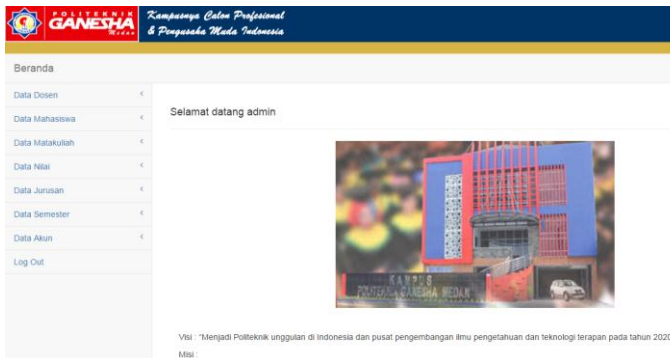 POLITEKNIK
GANESHA
Medan
Kampusnya Calon Profesional
& Pengusaha Muda Indonesia
Beranda
Data Dosen
Data Mahasiswa
Data Matakuliah
Data Nilai
Data Jurusan
Data Semester
Data Akun
Log Out
Selamat datang admin
KAMPUS
POLITEKNIK GANESHA MEDAN
Visi : "Menjadi Politeknik unggulan di Indonesia dan pusat pengembangan ilmu pengetahuan dan teknologi terapan pada tahun 2020
Misi :